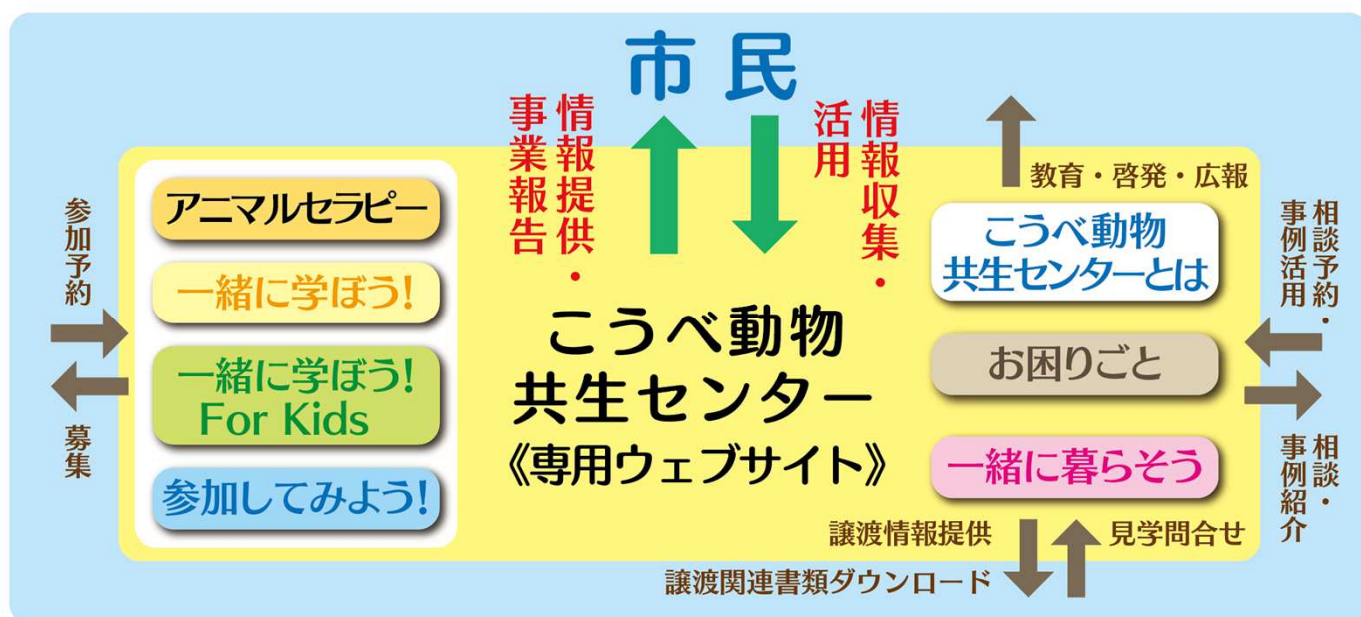 市民
情報提供・
事業報告
情報収集・
活用
教育・啓発・広報
参加予約
募集
アニマルセラピー
一緒に学ぼう!
一緒に学ぼう!
For Kids
参加してみよう!
こうべ動物
共生センター
《専用ウェブサイト》
こうべ動物
共生センターとは
お困りごと
一緒に暮らそう
相談予約・
事例活用
相談・
事例紹介
譲渡情報提供
見学問合せ
譲渡関連書類ダウンロード